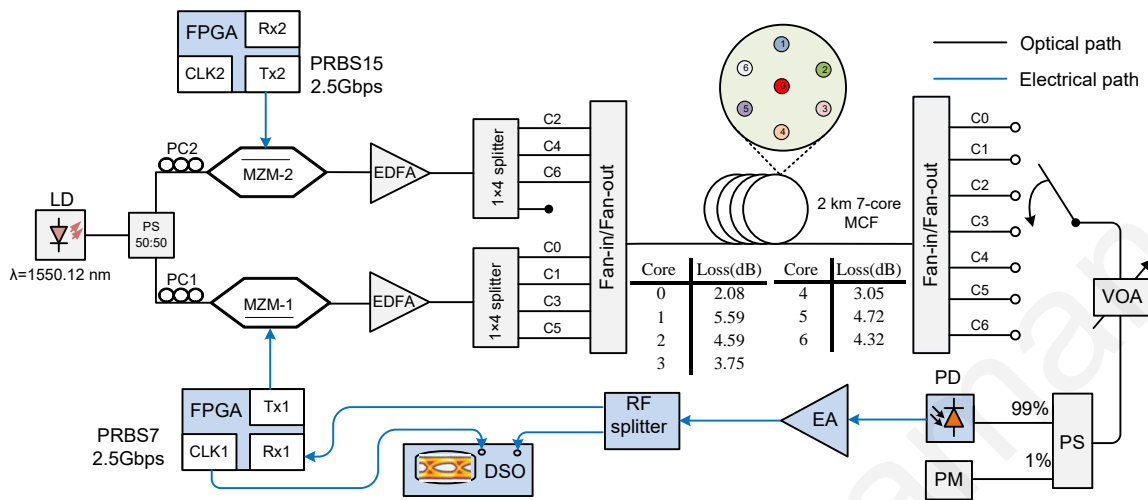 FPGA
Rx2
CLK2
Tx2
PRBS15
2.5Gbps
1
6
2
0
5
3
4
Optical path
Electrical path
PC2
MZM-2
EDFA
1×4 splitter
C2
C4
C6
Fan-in/Fan-out
LD
PS
50:50
λ=1550.12 nm
2 km 7-core
MCF
Fan-in/Fan-out
C0
C1
C2
C3
C4
C5
C6
VOA
PC1
MZM-1
EDFA
1×4 splitter
C0
C1
C3
C5
Core Loss(dB) Core Loss(dB)
0 2.08 4 3.05
1 5.59 5 4.72
2 4.59 6 4.32
3 3.75
FPGA
Tx1
CLK1
Rx1
PRBS7
2.5Gbps
DSO
RF
splitter
EA
PD
99%
1%
PS
PM